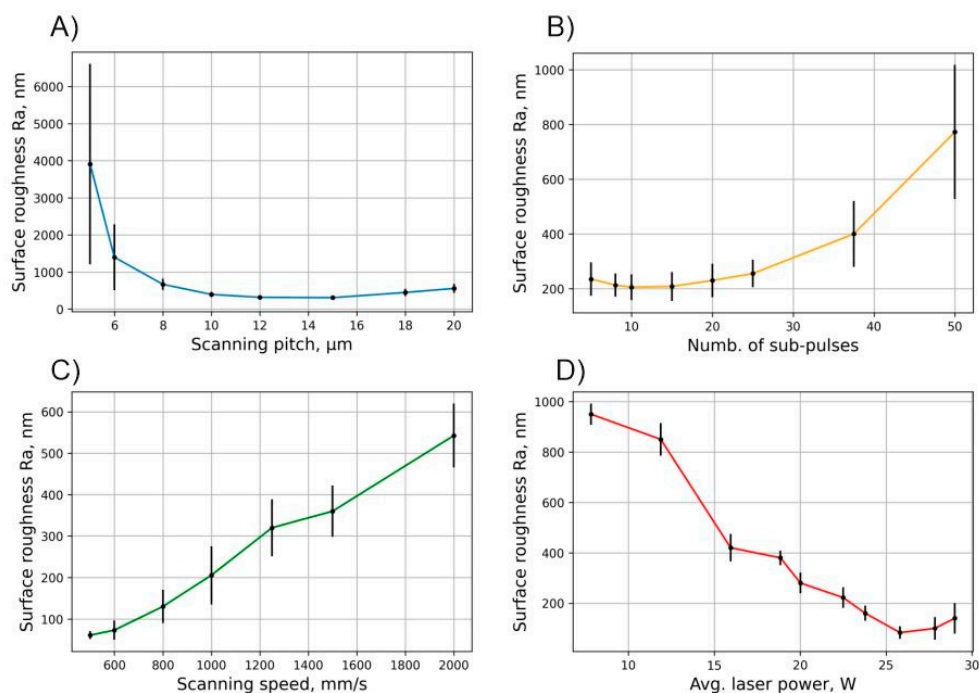 A)
Surface roughness Ra, nm
6000
5000
4000
3000
2000
1000
0
6 8 10 12 14 16 18 20
Scanning pitch, μm
B)
Surface roughness Ra, nm
1000
800
600
400
200
10 20 30 40 50
Numb. of sub-pulses
C)
Surface roughness Ra, nm
600
500
400
300
200
100
600 800 1000 1200 1400 1600 1800 2000
Scanning speed, mm/s
D)
Surface roughness Ra, nm
1000
800
600
400
200
10 15 20 25 30
Avg. laser power, W